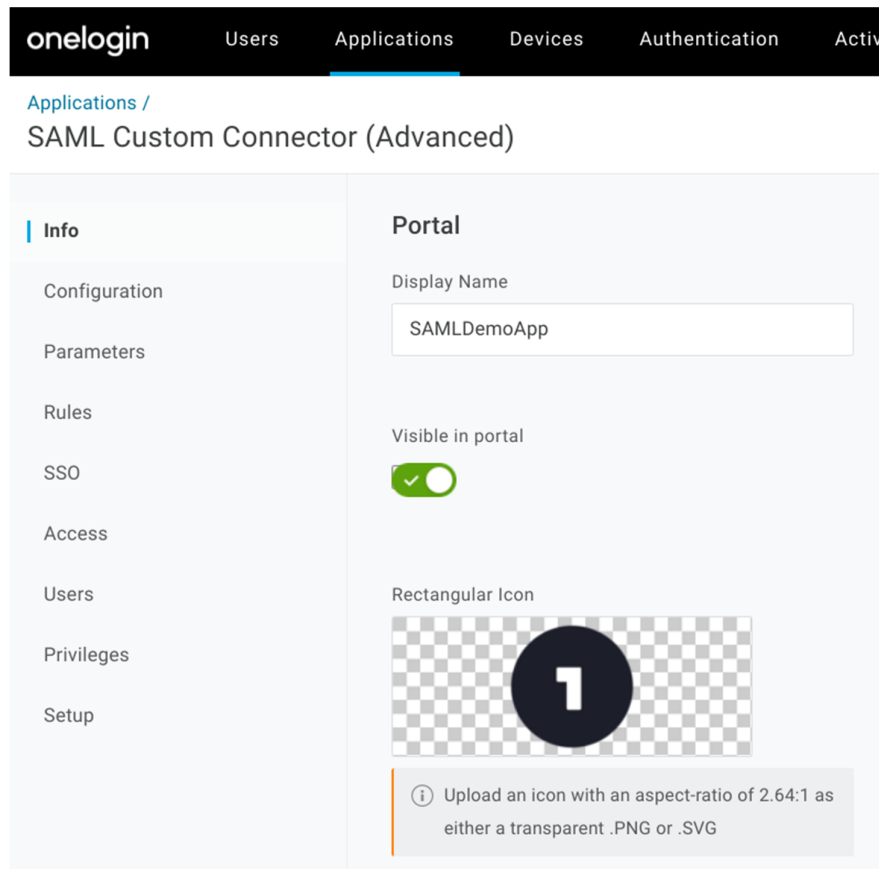 onelogin Users Applications Devices Authentication Activ
Applications /
SAML Custom Connector (Advanced)
Info
Configuration
Parameters
Rules
SSO
Access
Users
Privileges
Setup
Portal
Display Name
SAMLDemoApp
Visible in portal
Rectangular Icon
1
Upload an icon with an aspect-ratio of 2.64:1 as
either a transparent .PNG or .SVG